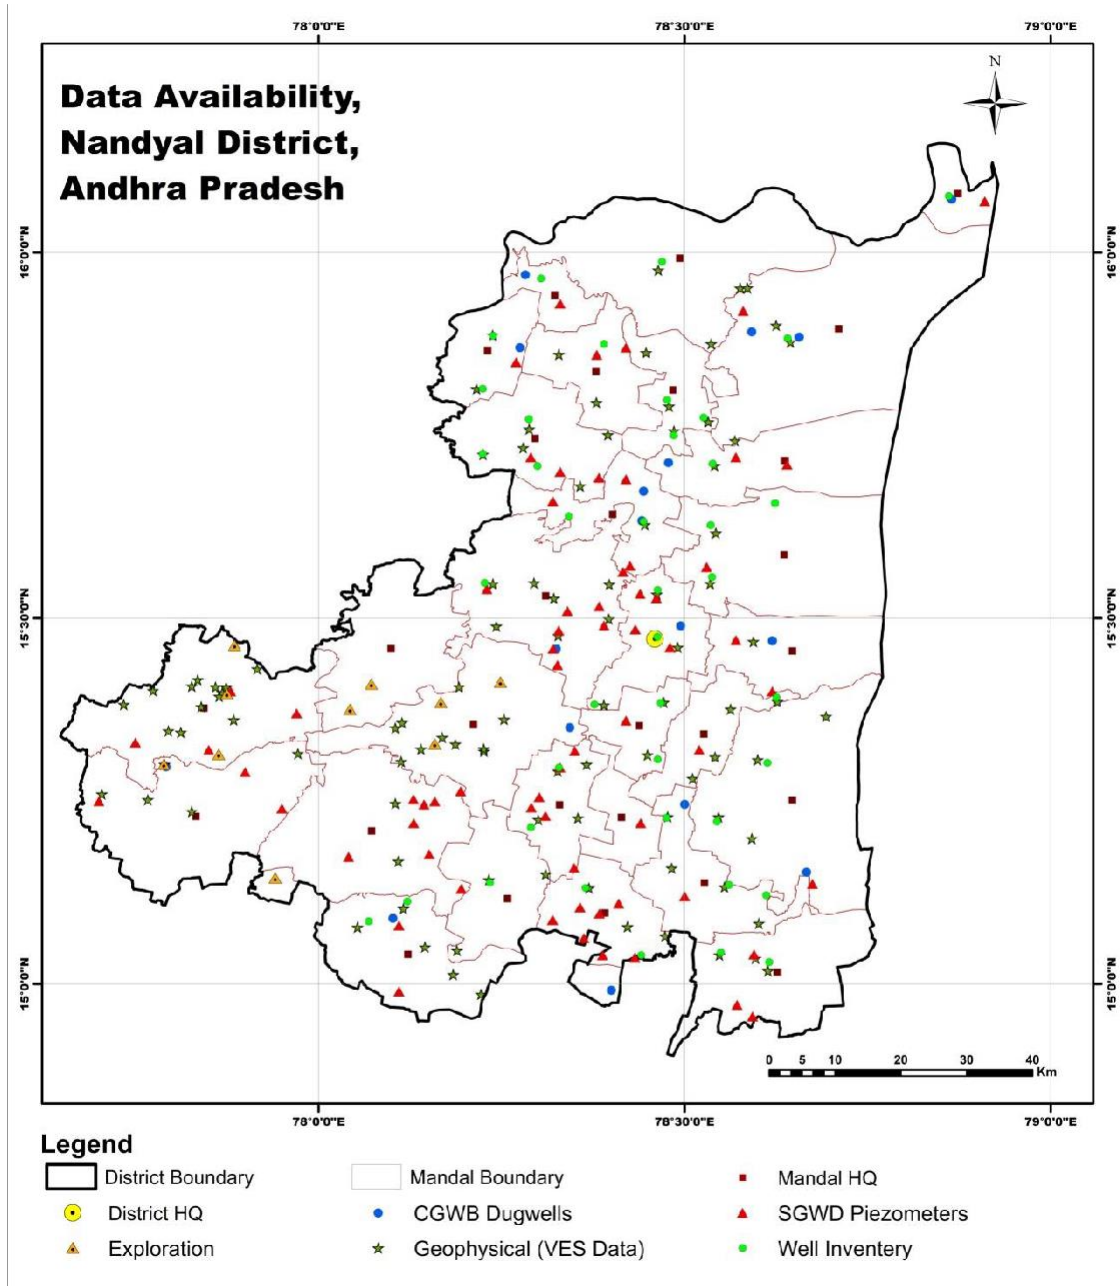 78°0'0"E 78°30'0"E 79°0'0"E
Data Availability,
Nandyal District,
Andhra Pradesh
N
16°0'0"N 16°0'0"N
15°30'0"N 15°30'0"N
15°0'0"N 15°0'0"N
0 5 10 20 30 40
Km
78°0'0"E 78°30'0"E 79°0'0"E
Legend
District Boundary Mandal Boundary Mandal HQ
District HQ CGWB Dugwells SGWD Piezometers
Exploration Geophysical (VES Data) Well Inventery